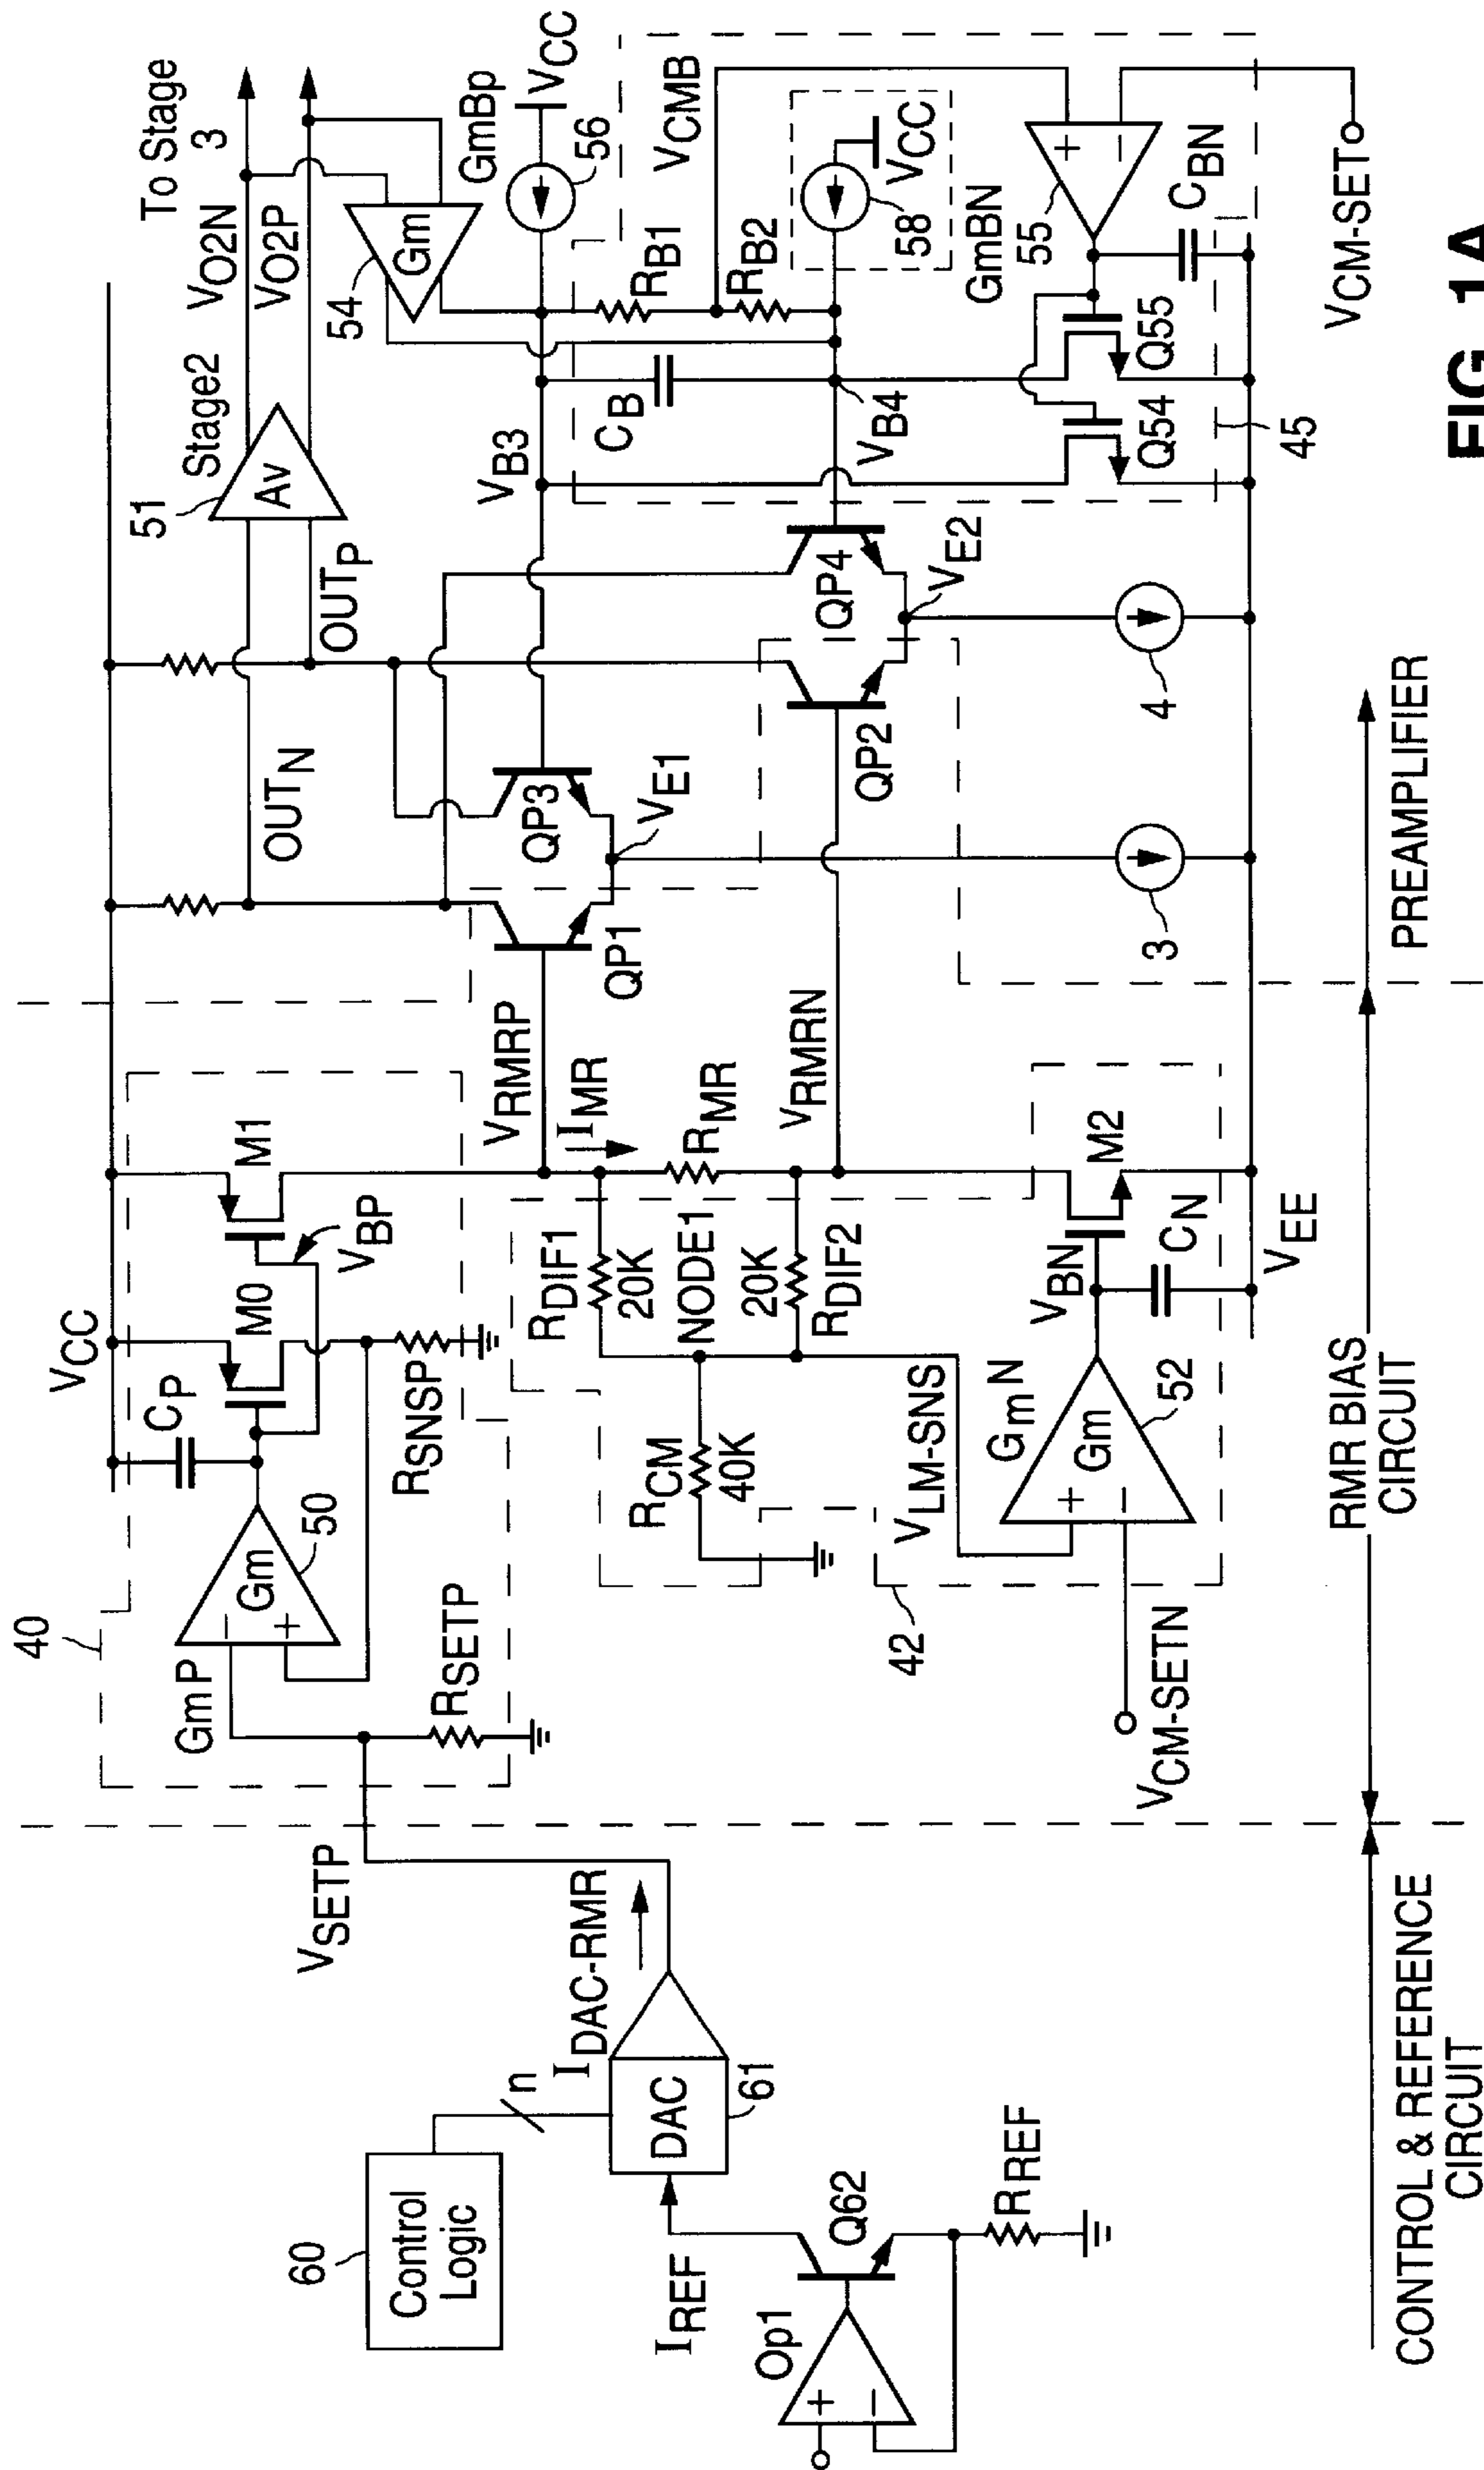 40
GmP
Gm
50
CP
VCC
M0
M1
VBP
RSNSP
RSETP
VSETP
IDAC-RMR
n
60
Control
Logic
DAC
61
IREF
Op1
+
−
Q62
RREF
CONTROL & REFERENCE
CIRCUIT
VRMRP
IMR
RMR
VRMRN
RDIF1
20K
NODE1
20K
RDIF2
RCM
40K
VLM-SNS
GmN
Gm
+
−
52
VBN
CN
M2
VEE
42
VCM-SETN
RMR BIAS
CIRCUIT
−
+
OUTN
OUTP
51
Stage2
Av
VO2N
VO2P
To Stage
3
54
Gm
GmBp
VCC
56
VB3
CB
RB1
RB2
VCMB
VCC
58
VB4
GmBN
55
+
−
CBN
Q54
Q55
45
VCM-SET
QP1
QP3
VE1
QP2
QP4
VE2
3
4
PREAMPLIFIER
FIG. 1A